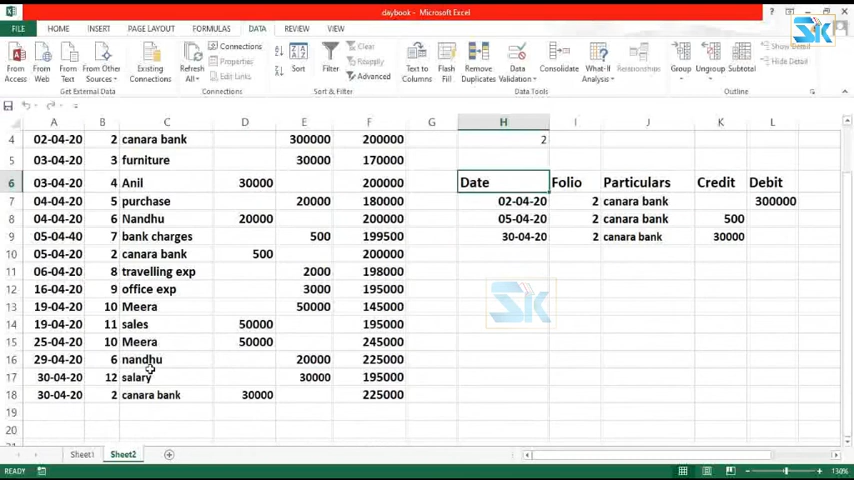 daybook - Microsoft Excel
SK
FILE HOME INSERT PAGE LAYOUT FORMULAS DATA REVIEW VIEW
From Access
From Web
From Text
From Other Sources
Existing Connections
Refresh All
Connections
Properties
Edit Links
Sort
Filter
Clear
Reapply
Advanced
Text to Columns
Flash Fill
Remove Duplicates
Data Validation
Consolidate
What-If Analysis
Relationships
Group
Ungroup
Subtotal
Show Detail
Hide Detail
Get External Data Connections Sort & Filter Data Tools Outline
A B C D E F G H I J K L
4 02-04-20 2 canara bank 300000 200000 2
5 03-04-20 3 furniture 30000 170000
6 03-04-20 4 Anil 30000 200000 Date Folio Particulars Credit Debit
7 04-04-20 5 purchase 20000 180000 02-04-20 2 canara bank 300000
8 04-04-20 6 Nandhu 20000 200000 05-04-20 2 canara bank 500
9 05-04-40 7 bank charges 500 199500 30-04-20 2 canara bank 30000
10 05-04-20 2 canara bank 500 200000
11 06-04-20 8 travelling exp 2000 198000
12 16-04-20 9 office exp 3000 195000
13 19-04-20 10 Meera 50000 145000
14 19-04-20 11 sales 50000 195000
15 25-04-20 10 Meera 50000 245000
16 29-04-20 6 nandhu 20000 225000
17 30-04-20 12 salary 30000 195000
18 30-04-20 2 canara bank 30000 225000
19
20
SK
Sheet1 Sheet2
READY 130%